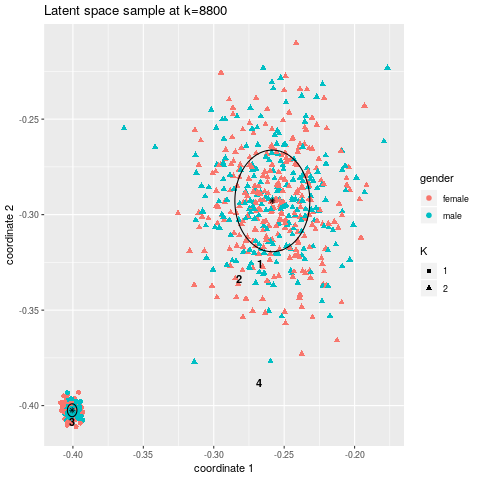 Latent space sample at k=8800
-0.25
-0.30
-0.35
-0.40
coordinate 2
1
2
4
3
-0.40
-0.35
-0.30
-0.25
-0.20
coordinate 1
gender
female
male
K
1
2